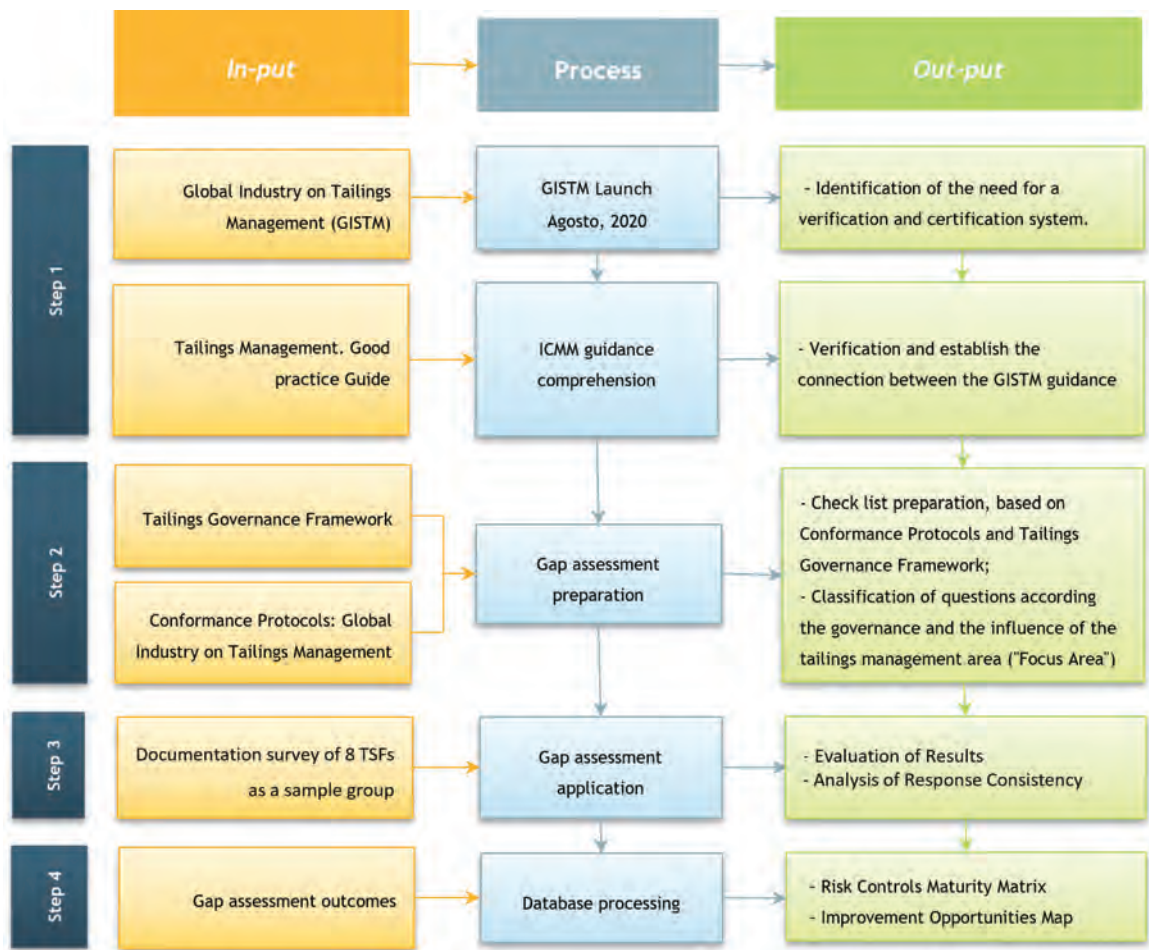 In-put
Process
Out-put
Step 1
Global Industry on Tailings
Management (GISTM)
GISTM Launch
Agosto, 2020
- Identification of the need for a
verification and certification system.
Tailings Management. Good
practice Guide
ICMM guidance
comprehension
- Verification and establish the
connection between the GISTM guidance
Step 2
Tailings Governance Framework
Conformance Protocols: Global
Industry on Tailings Management
Gap assessment
preparation
- Check list preparation, based on
Conformance Protocols and Tailings
Governance Framework;
- Classification of questions according
the governance and the influence of the
tailings management area ("Focus Area")
Step 3
Documentation survey of 8 TSFs
as a sample group
Gap assessment
application
- Evaluation of Results
- Analysis of Response Consistency
Step 4
Gap assessment outcomes
Database processing
- Risk Controls Maturity Matrix
- Improvement Opportunities Map